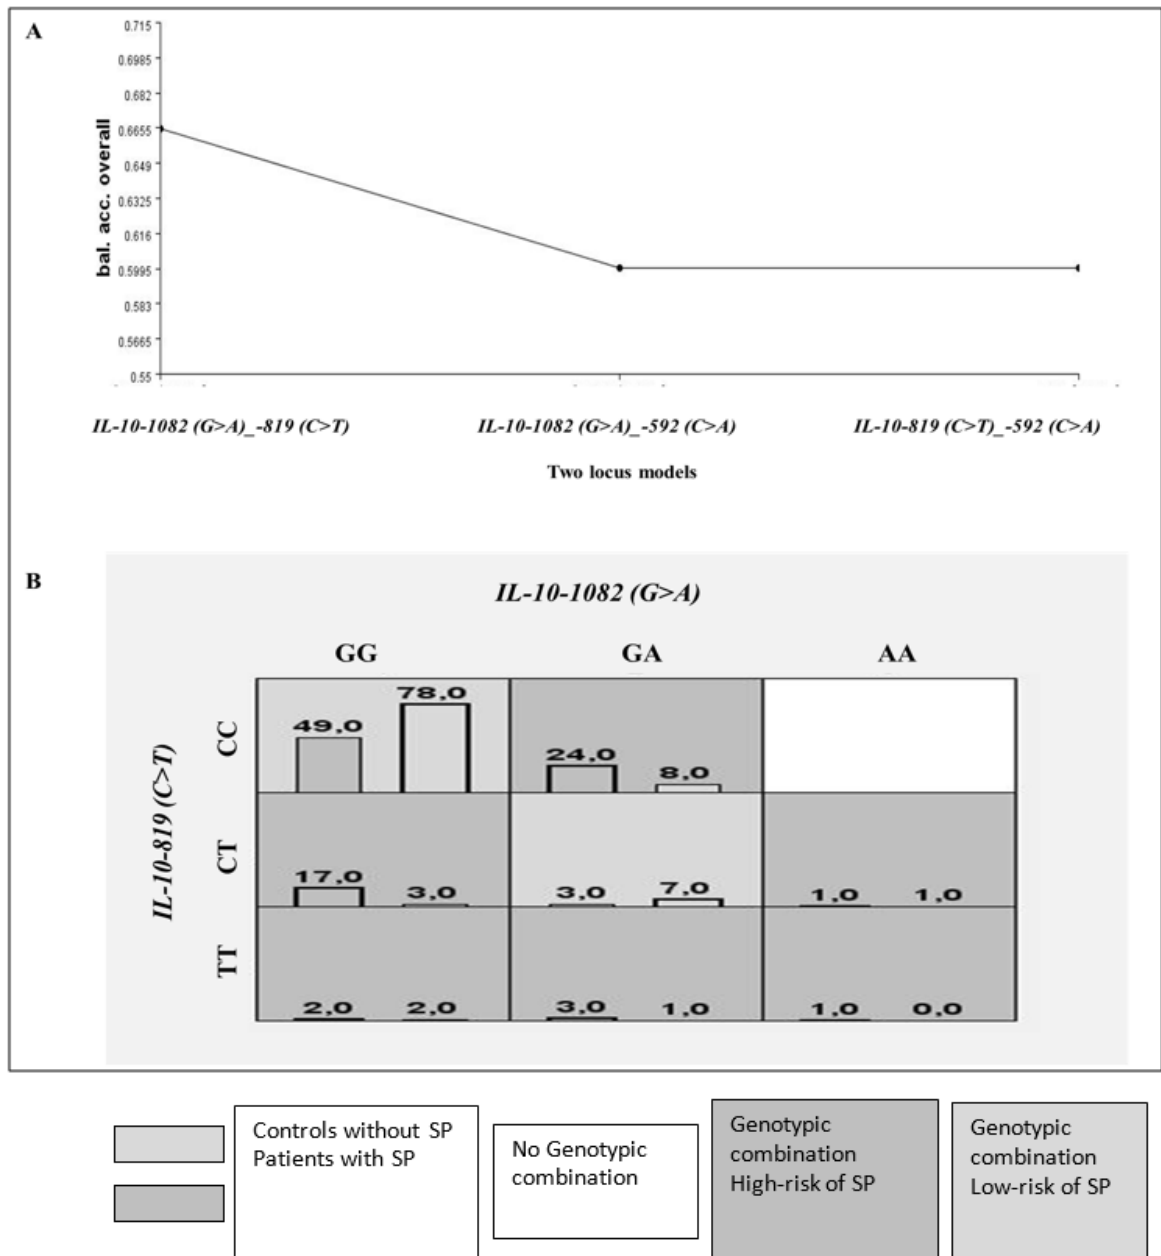 A
0.715
0.6985
0.682
0.6655
0.649
0.6325
0.616
0.5995
0.583
0.5665
0.55
bal. acc. overall
IL-10-1082 (G>A)_-819 (C>T)
IL-10-1082 (G>A)_-592 (C>A)
IL-10-819 (C>T)_-592 (C>A)
Two locus models
B
IL-10-1082 (G>A)
GG GA AA
IL-10-819 (C>T)
CC
49,0 78,0 24,0 8,0
CT
17,0 3,0 3,0 7,0 1,0 1,0
TT
2,0 2,0 3,0 1,0 1,0 0,0
Controls without SP
Patients with SP
No Genotypic
combination
Genotypic
combination
High-risk of SP
Genotypic
combination
Low-risk of SP